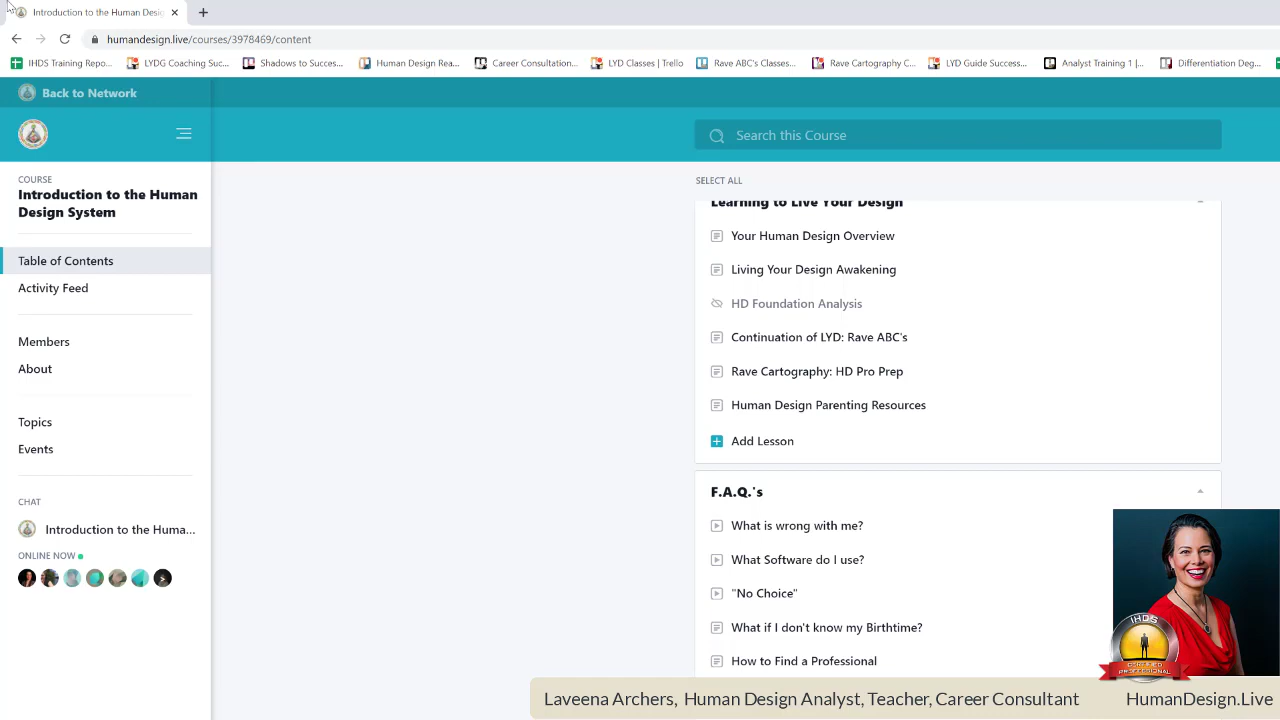 Introduction to the Human Desig
humandesign.live/courses/3978469/content
IHDS Training Repo...
LYDG Coaching Suc...
Shadows to Succes...
Human Design Rea...
Career Consultation...
LYD Classes | Trello
Rave ABC's Classes...
Rave Cartography C...
LYD Guide Success...
Analyst Training 1 |...
Differentiation Deg...
Back to Network
Search this Course
COURSE
Introduction to the Human
Design System
Table of Contents
Activity Feed
Members
About
Topics
Events
CHAT
Introduction to the Huma...
ONLINE NOW
SELECT ALL
Learning to Live Your Design
Your Human Design Overview
Living Your Design Awakening
HD Foundation Analysis
Continuation of LYD: Rave ABC's
Rave Cartography: HD Pro Prep
Human Design Parenting Resources
Add Lesson
F.A.Q.'s
What is wrong with me?
What Software do I use?
"No Choice"
What if I don't know my Birthtime?
How to Find a Professional
IHDS
CERTIFIED
PROFESSIONAL
Laveena Archers, Human Design Analyst, Teacher, Career Consultant
HumanDesign.Live